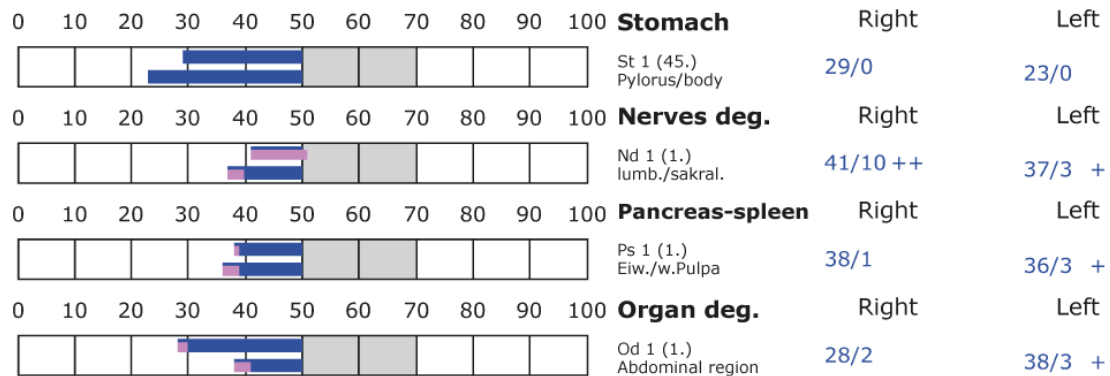 0 10 20 30 40 50 60 70 80 90 100 Stomach Right Left
St 1 (45.) 29/0 23/0
Pylorus/body
0 10 20 30 40 50 60 70 80 90 100 Nerves deg. Right Left
Nd 1 (1.) 41/10 ++ 37/3 +
lumb./sakral.
0 10 20 30 40 50 60 70 80 90 100 Pancreas-spleen Right Left
Ps 1 (1.) 38/1 36/3 +
Eiw./w.Pulpa
0 10 20 30 40 50 60 70 80 90 100 Organ deg. Right Left
Od 1 (1.) 28/2 38/3 +
Abdominal region